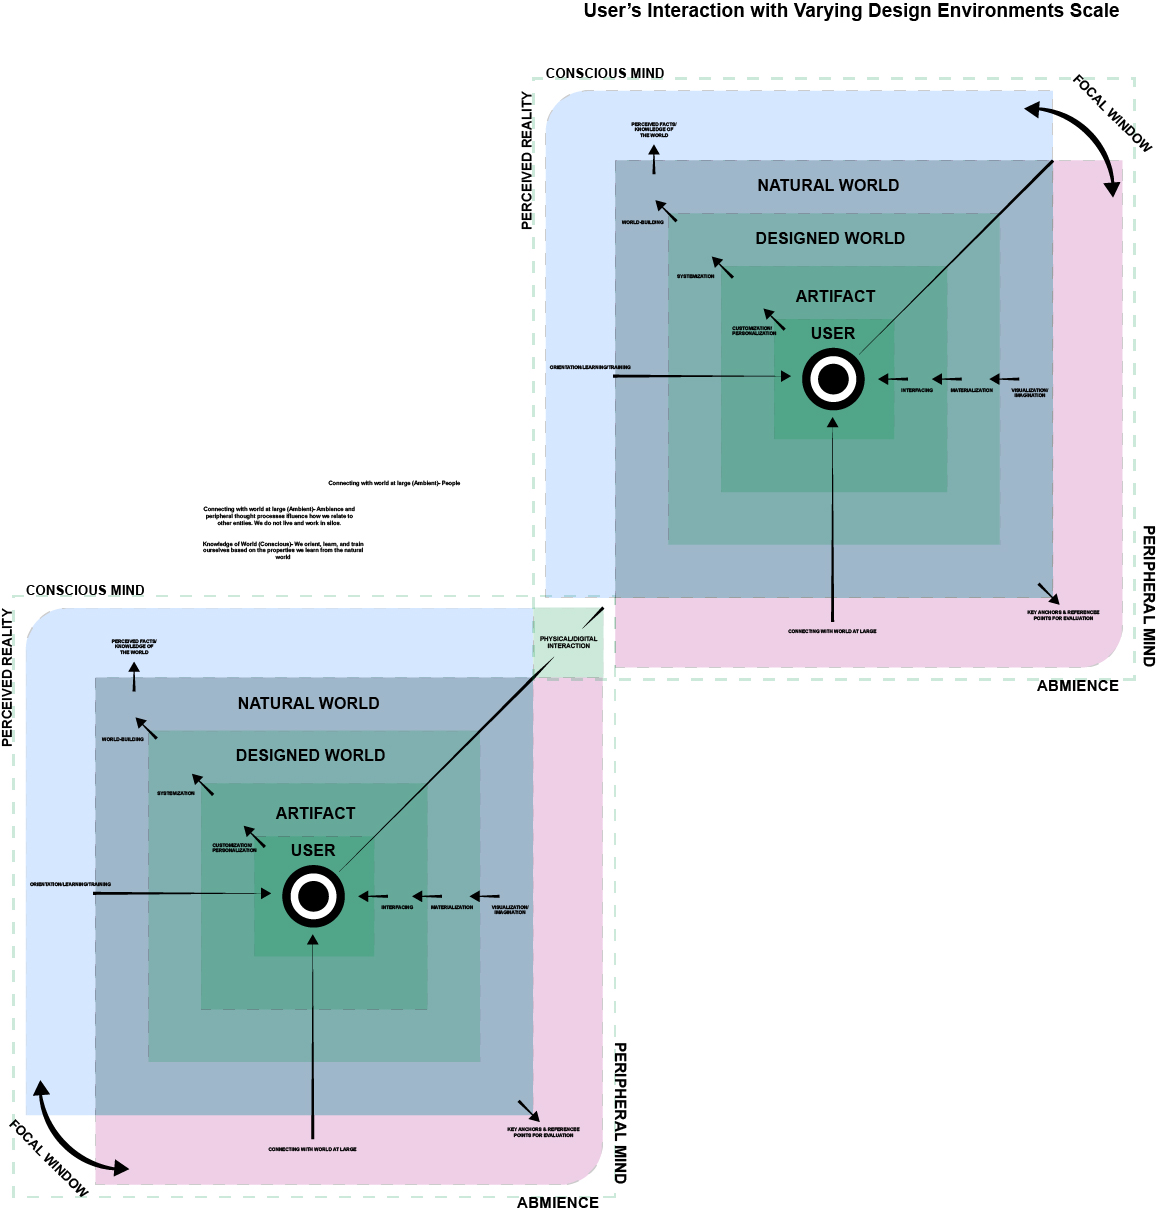 User's Interaction with Varying Design Environments Scale
CONSCIOUS MIND
FOCAL WINDOW
PERCEIVED REALITY
PERCEIVED FACTS/
KNOWLEDGE OF
THE WORLD
NATURAL WORLD
WORLD-BUILDING
DESIGNED WORLD
SYSTEMIZATION
ARTIFACT
CUSTOMIZATION/
PERSONALIZATION
USER
ORIENTATION/LEARNING/TRAINING
INTERFACING
MATERIALIZATION
VISUALIZATION/
IMAGINATION
PERIPHERAL MIND
KEY ANCHORS & REFERENCES
POINTS FOR EVALUATION
CONNECTING WITH WORLD AT LARGE
ABMIENCE
Connecting with world at large (Ambient)- People
Connecting with world at large (Ambient)- Ambience and
peripheral thought processes ifluence how we relate to
other entties. We do not live and work in silos.
Knowledge of World (Conscious)- We orient, learn, and train
ourselves based on the properties we learn from the natural
world
CONSCIOUS MIND
PERCEIVED REALITY
PERCEIVED FACTS/
KNOWLEDGE OF
THE WORLD
PHYSICAL/DIGITAL
INTERACTION
NATURAL WORLD
WORLD-BUILDING
DESIGNED WORLD
SYSTEMIZATION
ARTIFACT
CUSTOMIZATION/
PERSONALIZATION
USER
ORIENTATION/LEARNING/TRAINING
INTERFACING
MATERIALIZATION
VISUALIZATION/
IMAGINATION
PERIPHERAL MIND
KEY ANCHORS & REFERENCES
POINTS FOR EVALUATION
CONNECTING WITH WORLD AT LARGE
FOCAL WINDOW
ABMIENCE